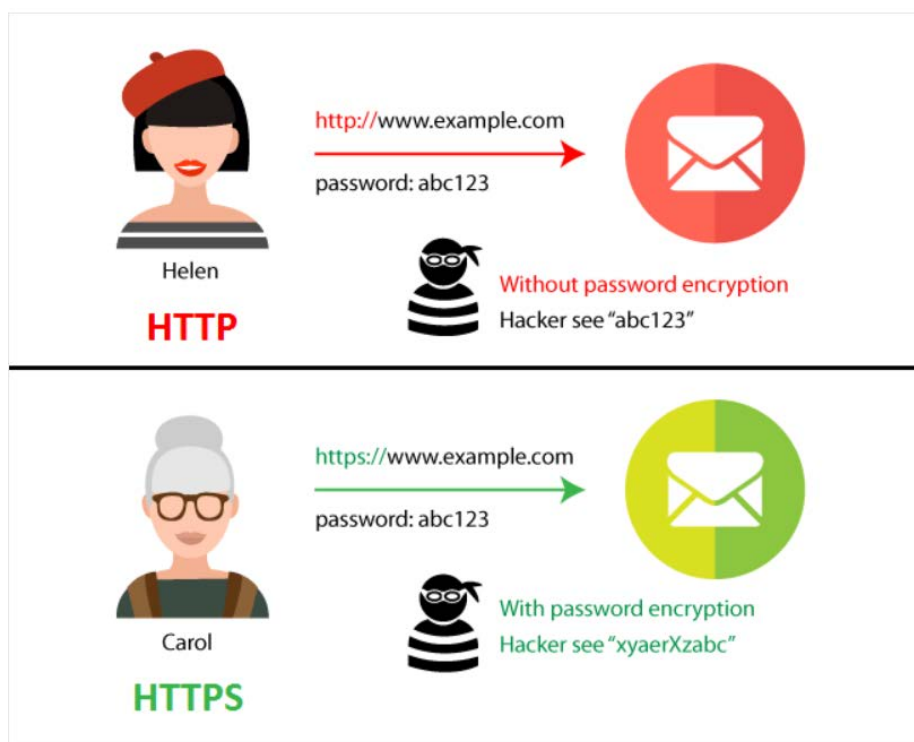 http://www.example.com
password: abc123
Helen
HTTP
Without password encryption
Hacker see “abc123”
https://www.example.com
password: abc123
Carol
HTTPS
With password encryption
Hacker see “xyaerXzabc”